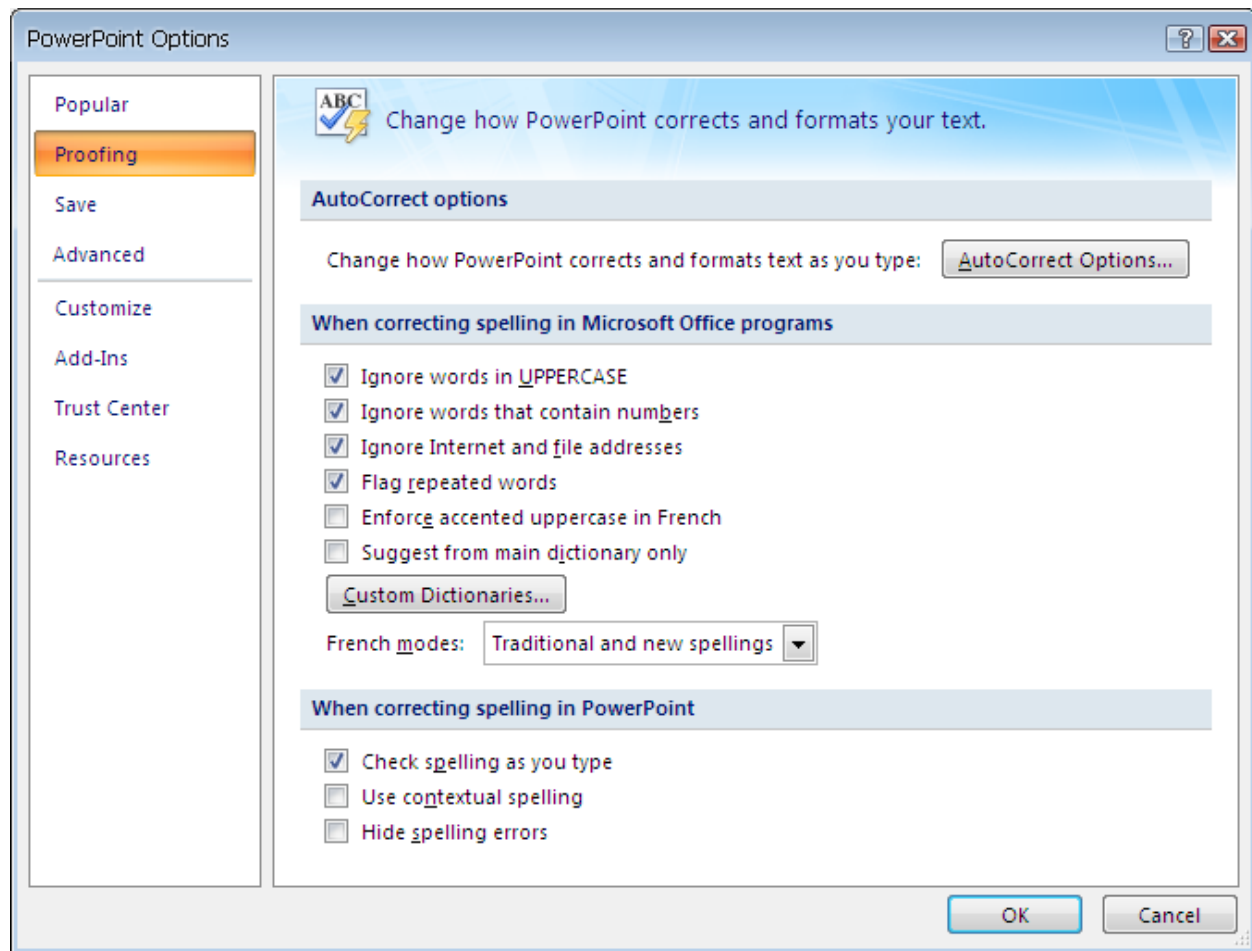 PowerPoint Options
Popular
Proofing
Save
Advanced
Customize
Add-Ins
Trust Center
Resources
ABC
Change how PowerPoint corrects and formats your text.
AutoCorrect options
Change how PowerPoint corrects and formats text as you type: AutoCorrect Options...
When correcting spelling in Microsoft Office programs
Ignore words in UPPERCASE
Ignore words that contain numbers
Ignore Internet and file addresses
Flag repeated words
Enforce accented uppercase in French
Suggest from main dictionary only
Custom Dictionaries...
French modes: Traditional and new spellings
When correcting spelling in PowerPoint
Check spelling as you type
Use contextual spelling
Hide spelling errors
OK Cancel